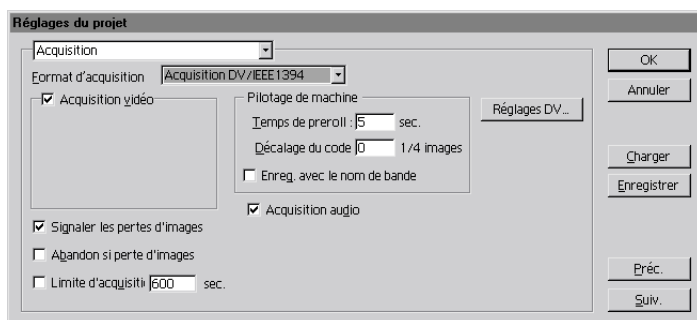 Réglages du projet
Acquisition
Format d'acquisition Acquisition DV/IEEE1394
Acquisition vidéo
Pilotage de machine
Temps de preroll : 5 sec.
Décalage du code 0 1/4 images
Enreg. avec le nom de bande
Réglages DV...
Acquisition audio
Signaler les pertes d'images
Abandon si perte d'images
Limite d'acquisiti 600 sec.
OK
Annuler
Charger
Enregistrer
Préc.
Suiv.